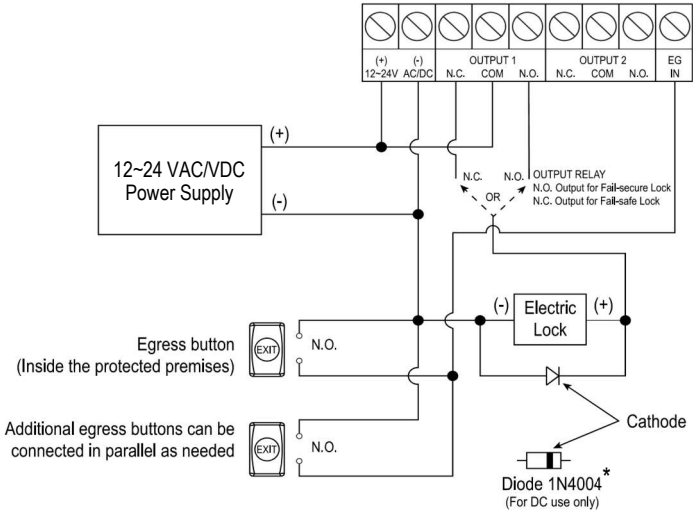 (+) (-) OUTPUT 1 OUTPUT 2 EG
12~24V AC/DC N.C. COM N.O. N.C. COM N.O. IN
(+)
12~24 VAC/VDC
Power Supply
(-)
N.C. N.O. OUTPUT RELAY
OR N.O. Output for Fail-secure Lock
N.C. Output for Fail-safe Lock
(-) Electric (+)
Lock
Egress button
(Inside the protected premises)
EXIT
N.O.
Additional egress buttons can be
connected in parallel as needed
EXIT
N.O.
Cathode
Diode 1N4004*
(For DC use only)